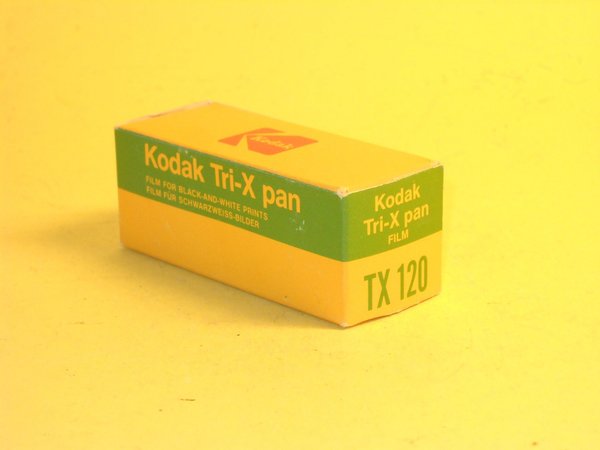 Kodak
Kodak Tri-X pan
FILM FOR BLACK-AND-WHITE PRINTS
FILM FÜR SCHWARZWEISS-BILDER
Kodak
Tri-X pan
FILM
TX 120